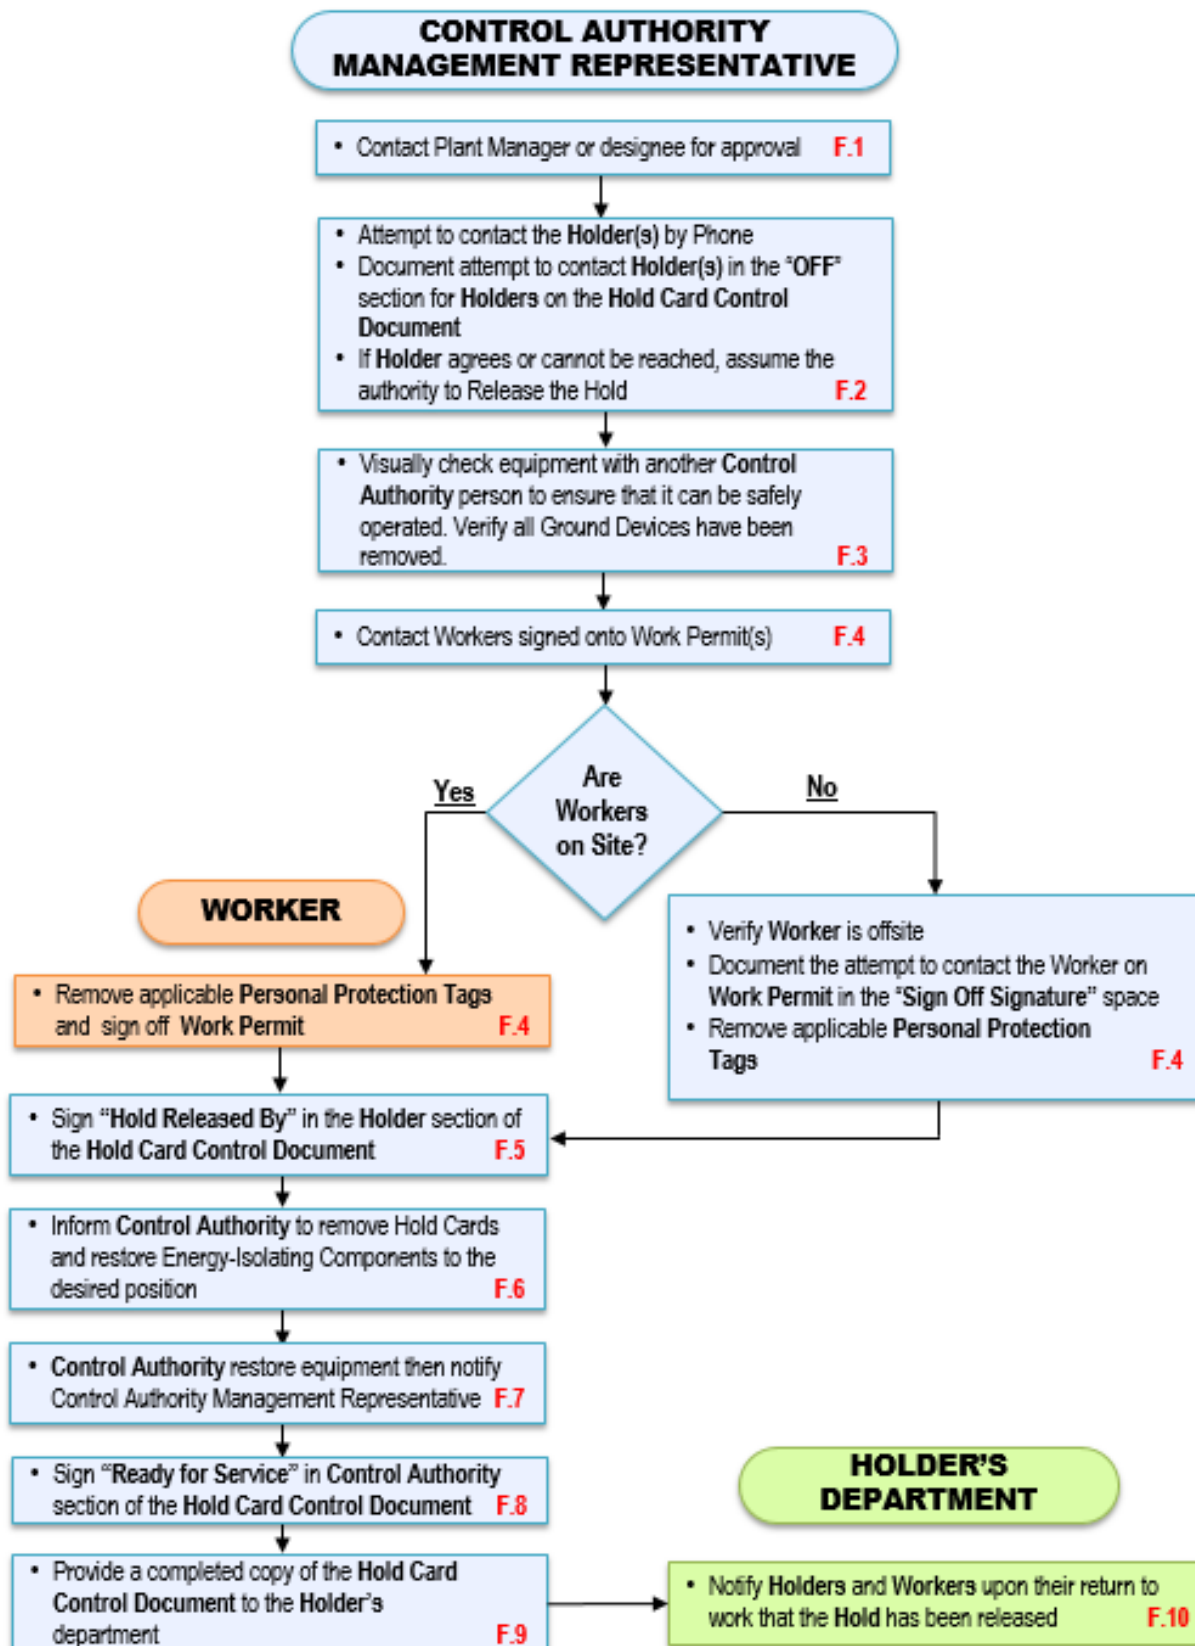 CONTROL AUTHORITY
MANAGEMENT REPRESENTATIVE
• Contact Plant Manager or designee for approval F.1
• Attempt to contact the Holder(s) by Phone
• Document attempt to contact Holder(s) in the "OFF"
section for Holders on the Hold Card Control
Document
• If Holder agrees or cannot be reached, assume the
authority to Release the Hold F.2
• Visually check equipment with another Control
Authority person to ensure that it can be safely
operated. Verify all Ground Devices have been
removed. F.3
• Contact Workers signed onto Work Permit(s) F.4
Are
Workers
on Site?
Yes
No
WORKER
• Remove applicable Personal Protection Tags
and sign off Work Permit F.4
• Verify Worker is offsite
• Document the attempt to contact the Worker on
Work Permit in the "Sign Off Signature" space
• Remove applicable Personal Protection
Tags F.4
• Sign "Hold Released By" in the Holder section of
the Hold Card Control Document F.5
• Inform Control Authority to remove Hold Cards
and restore Energy-Isolating Components to the
desired position F.6
• Control Authority restore equipment then notify
Control Authority Management Representative F.7
• Sign "Ready for Service" in Control Authority
section of the Hold Card Control Document F.8
• Provide a completed copy of the Hold Card
Control Document to the Holder's
department F.9
HOLDER'S
DEPARTMENT
• Notify Holders and Workers upon their return to
work that the Hold has been released F.10